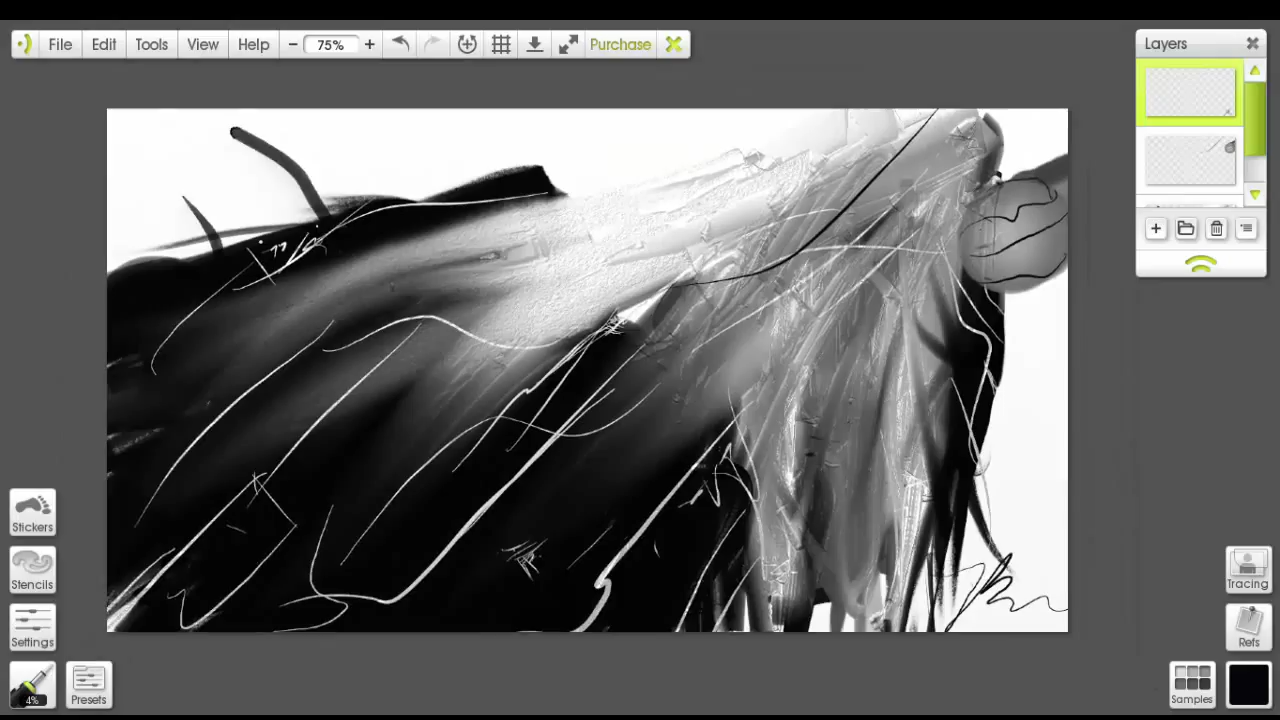 File Edit Tools View Help − 75% + Purchase
Layers
Stickers
Stencils
Settings
4%
Presets
Tracing
Refs
Samples